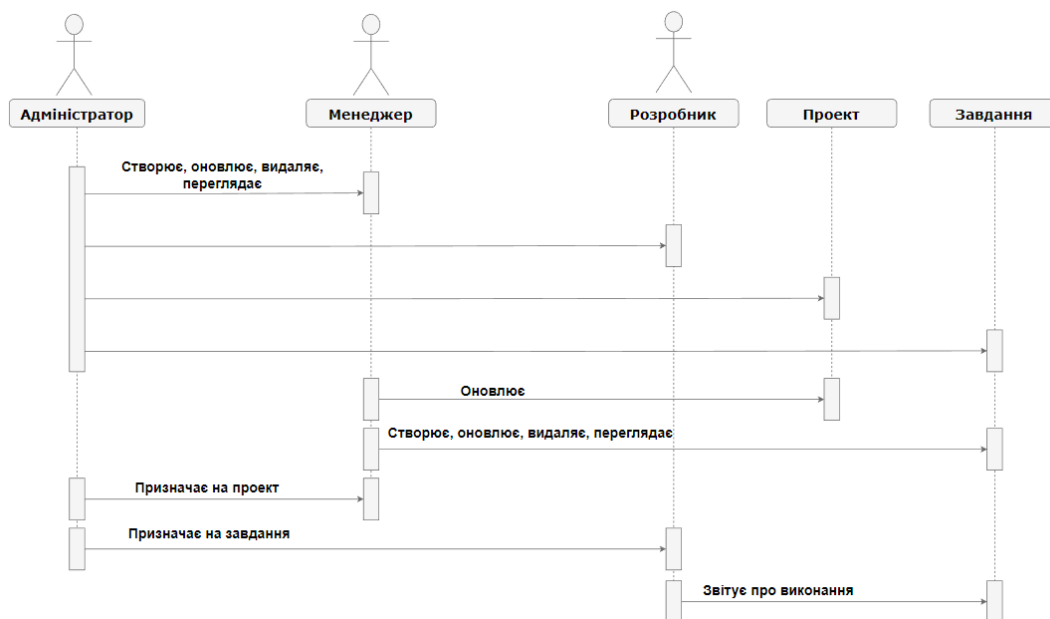 Адміністратор
Менеджер
Розробник
Проект
Завдання
Створює, оновлює, видаляє,
переглядає
Оновлює
Створює, оновлює, видаляє, переглядає
Призначає на проект
Призначає на завдання
Звітує про виконання